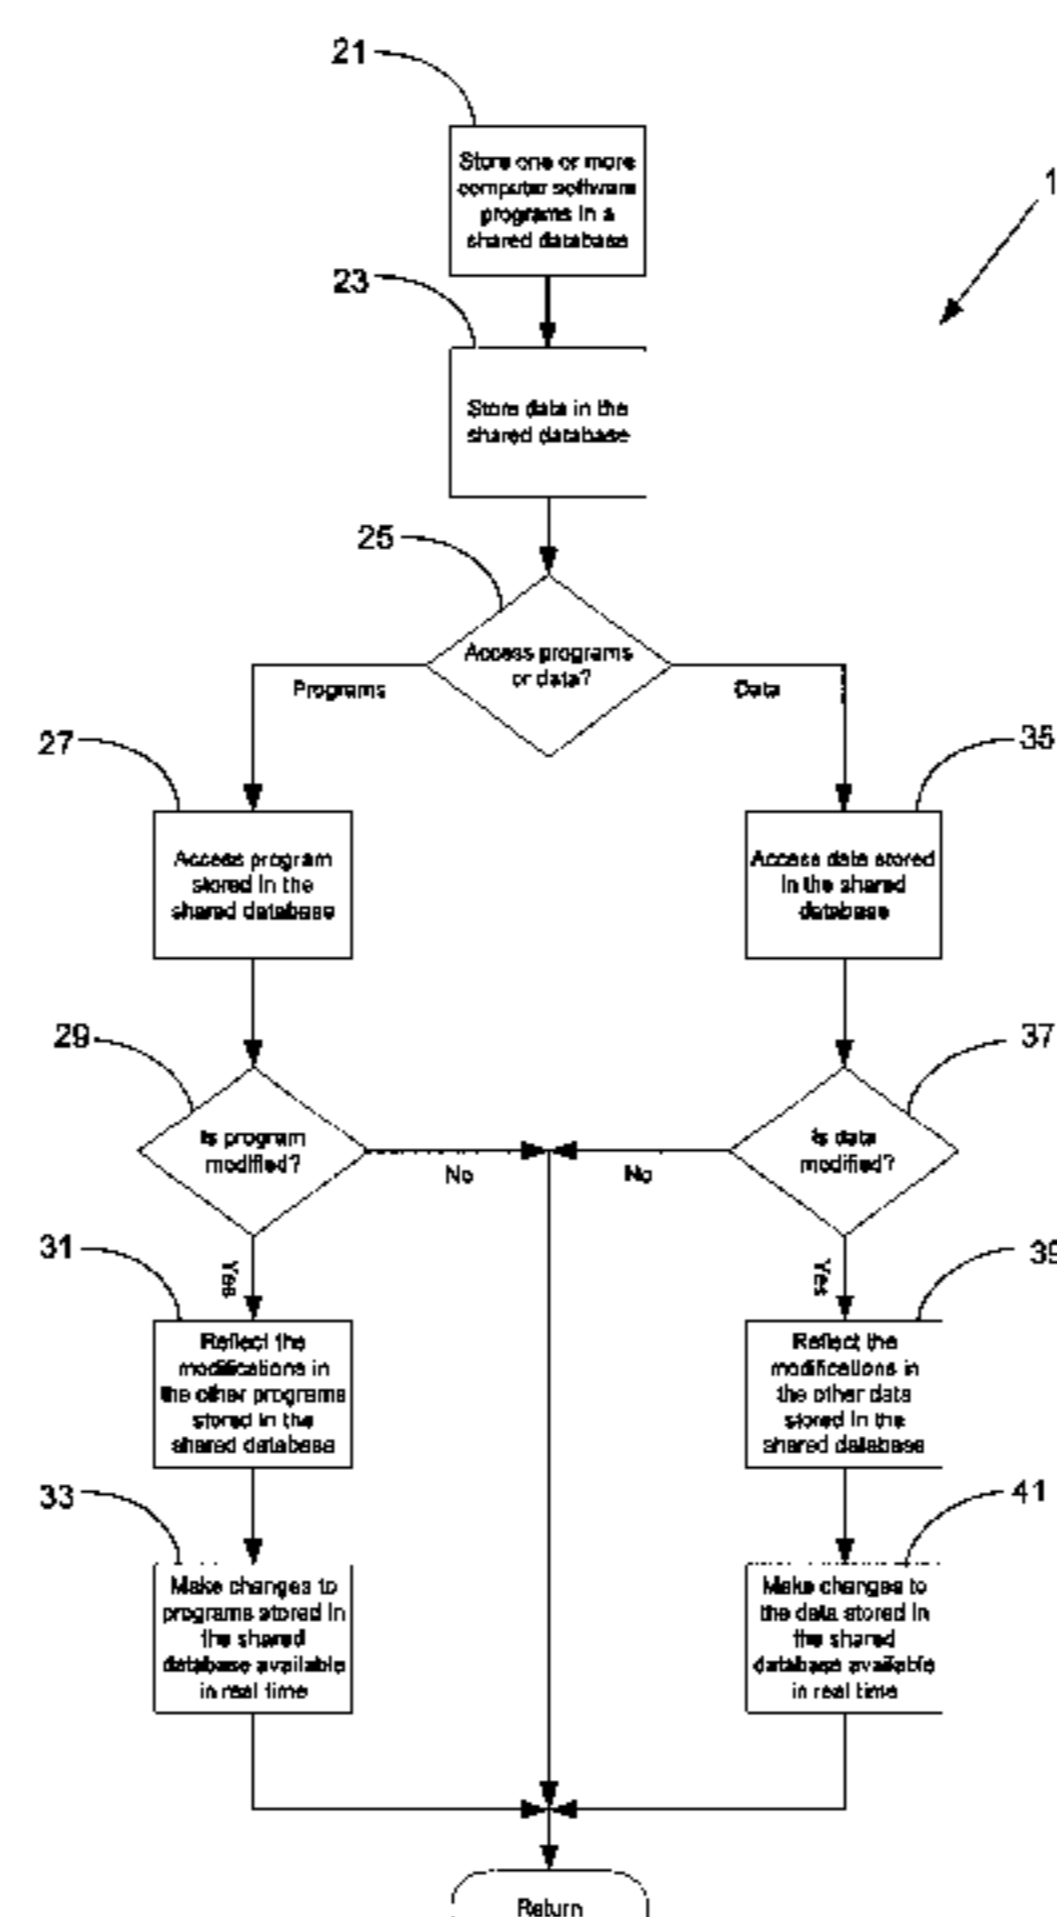 21
Store one or more
computer software
programs in a
shared database
1
23
Store data in the
shared database
25
Access programs
or data?
Programs
Data
27
35
Access program
stored in the
shared database
Access data stored
in the shared
database
29
37
Is program
modified?
No
No
Is data
modified?
31
Yes
Yes
39
Reflect the
modifications in
the other programs
stored in the
shared database
Reflect the
modifications in
the other data
stored in the
shared database
33
41
Make changes to
programs stored in
the shared
database available
in real time
Make changes to
the data stored in
the shared
database available
in real time
Return